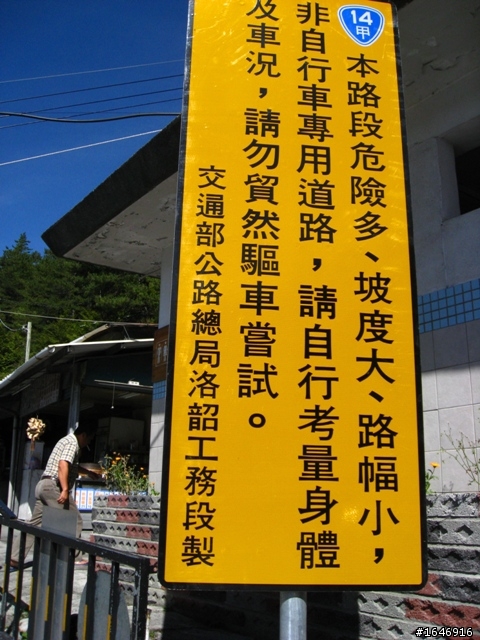 14
甲
本路段危險多、坡度大、路幅小,
非自行車專用道路,請自行考量身體
及車況,請勿貿然驅車嘗試。
交通部公路總局洛韶工務段製
#1646916